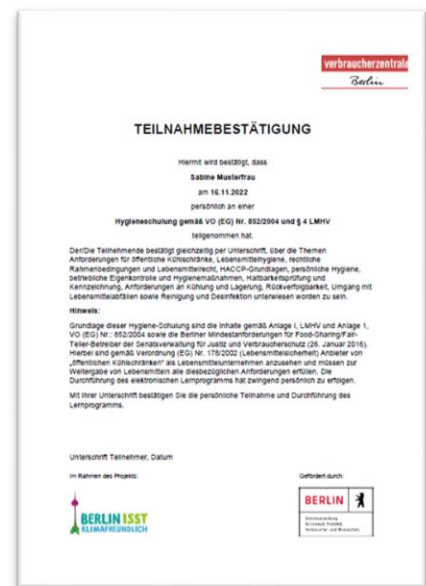 verbraucherzentrale
Berlin
TEILNAHMEBESTÄTIGUNG
Hiermit wird bestätigt, dass
Sabine Musterfrau
am 16.11.2022
persönlich an einer
Hygieneschulung gemäß VO (EG) Nr. 852/2004 und § 4 LMHV
teilgenommen hat.
Der/Die Teilnehmende bestätigt gleichzeitig per Unterschrift, über die Themen
Anforderungen für öffentliche Kühlschränke, Lebensmittelhygiene, rechtliche
Rahmenbedingungen und Lebensmittelrecht, HACCP-Grundlagen, persönliche Hygiene,
betriebliche Eigenkontrolle und Hygienemaßnahmen, Haltbarkeitsprüfung und
Kennzeichnung, Anforderungen an Kühlung und Lagerung, Rückverfolgbarkeit, Umgang mit
Lebensmittelabfällen sowie Reinigung und Desinfektion unterwiesen worden zu sein.
Hinweis:
Grundlage dieser Hygiene-Schulung sind die Inhalte gemäß Anlage I, LMHV und Anlage 1,
VO (EG) Nr.: 852/2004 sowie die Berliner Mindestanforderungen für Food-Sharing/Fair-
Teiler-Betreiber der Senatsverwaltung für Justiz und Verbraucherschutz (26. Januar 2016).
Hierbei sind gemäß Verordnung (EG) Nr. 178/2002 (Lebensmittelsicherheit) Anbieter von
„öffentlichen Kühlschränken" als Lebensmittelunternehmen anzusehen und müssen zur
Weitergabe von Lebensmitteln alle diesbezüglichen Anforderungen erfüllen. Die
Durchführung des elektronischen Lernprogramms hat zwingend persönlich zu erfolgen.
Mit Ihrer Unterschrift bestätigen Sie die persönliche Teilnahme und Durchführung des
Lernprogramms.
Unterschrift Teilnehmer, Datum
Im Rahmen des Projekts:
Gefördert durch:
BERLIN ISST
KLIMAFREUNDLICH
BERLIN
Senatsverwaltung
für Umwelt, Mobilität,
Verbraucher- und Klimaschutz